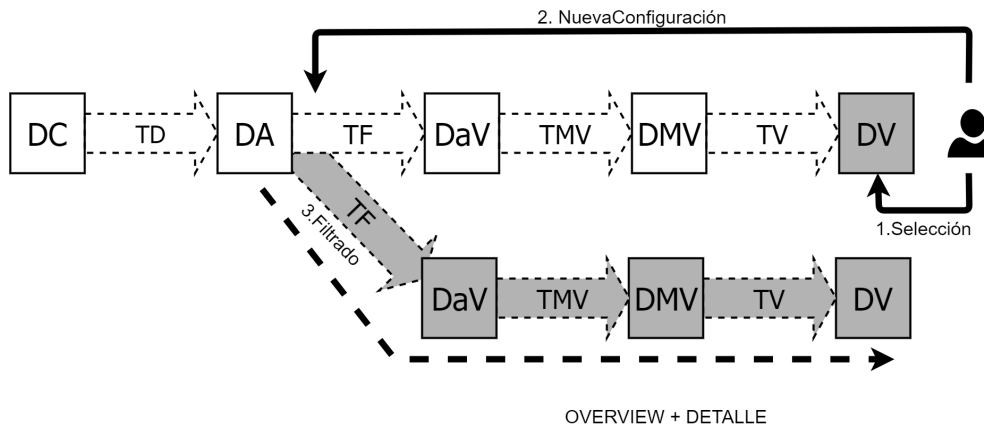 2. NuevaConfiguración
DC
TD
DA
TF
DaV
TMV
DMV
TV
DV
1.Selección
TF
3.Filtrado
DaV
TMV
DMV
TV
DV
OVERVIEW + DETALLE